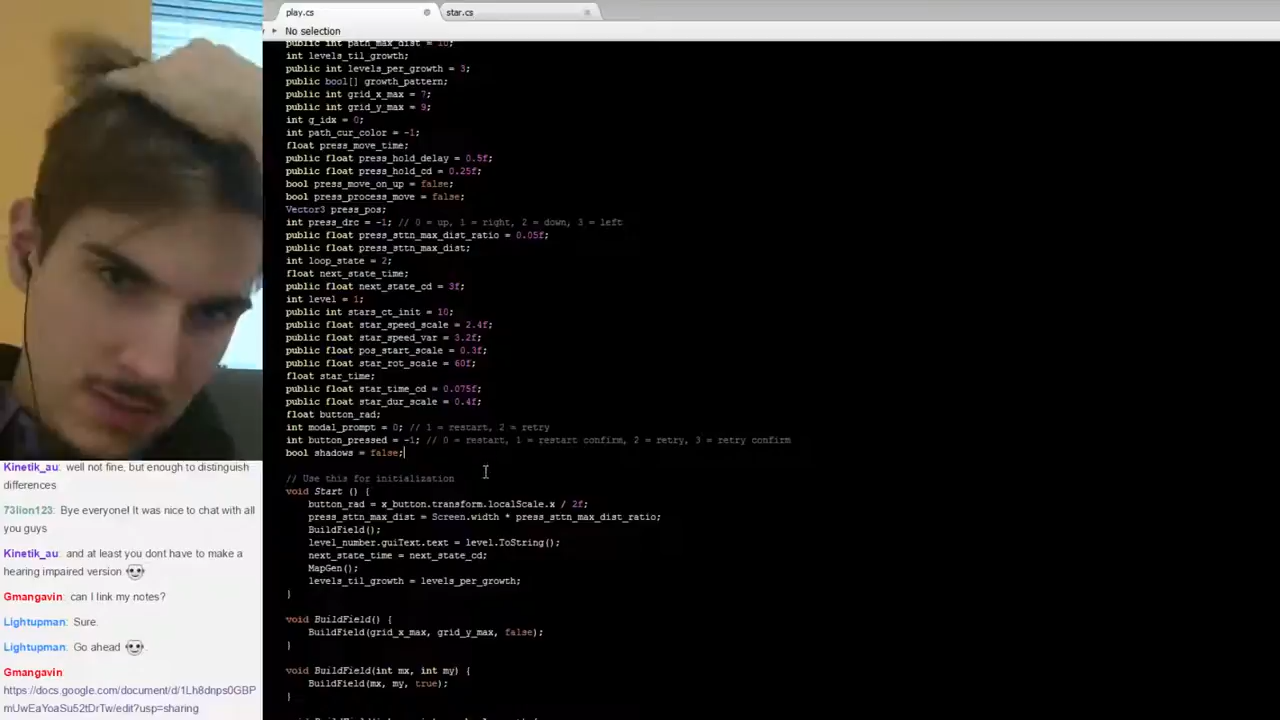 play.cs
star.cs
No selection
public int path_max_dist = 10;
int levels_til_growth;
public int levels_per_growth = 3;
public bool[] growth_pattern;
public int grid_x_max = 7;
public int grid_y_max = 9;
int g_idx = 0;
int path_cur_color = -1;
float press_move_time;
public float press_hold_delay = 0.5f;
public float press_hold_cd = 0.25f;
bool press_move_on_up = false;
bool press_process_move = false;
Vector3 press_pos;
int press_drc = -1; // 0 = up, 1 = right, 2 = down, 3 = left
public float press_sttn_max_dist_ratio = 0.05f;
public float press_sttn_max_dist;
int loop_state = 2;
float next_state_time;
public float next_state_cd = 3f;
int level = 1;
public int stars_ct_init = 10;
public float star_speed_scale = 2.4f;
public float star_speed_var = 3.2f;
public float pos_start_scale = 0.3f;
public float star_rot_scale = 60f;
float star_time;
public float star_time_cd = 0.075f;
public float star_dur_scale = 0.4f;
float button_rad;
int modal_prompt = 0; // 1 = restart, 2 = retry
int button_pressed = -1; // 0 = restart, 1 = restart confirm, 2 = retry, 3 = retry confirm
bool shadows = false;
// Use this for initialization
void Start () {
button_rad = x_button.transform.localScale.x / 2f;
press_sttn_max_dist = Screen.width * press_sttn_max_dist_ratio;
BuildField();
level_number.guiText.text = level.ToString();
next_state_time = next_state_cd;
MapGen();
levels_til_growth = levels_per_growth;
}
void BuildField() {
BuildField(grid_x_max, grid_y_max, false);
}
void BuildField(int mx, int my) {
BuildField(mx, my, true);
}
Kinetik_au: well not fine, but enough to distinguish
differences
73lion123: Bye everyone! It was nice to chat with all
you guys
Kinetik_au: and at least you dont have to make a
hearing impaired version
Gmangavin: can I link my notes?
Lightupman: Sure.
Lightupman: Go ahead
Gmangavin
https://docs.google.com/document/d/1Lh8dnps0GBP
mUwEaYoaSu52tDrTw/edit?usp=sharing